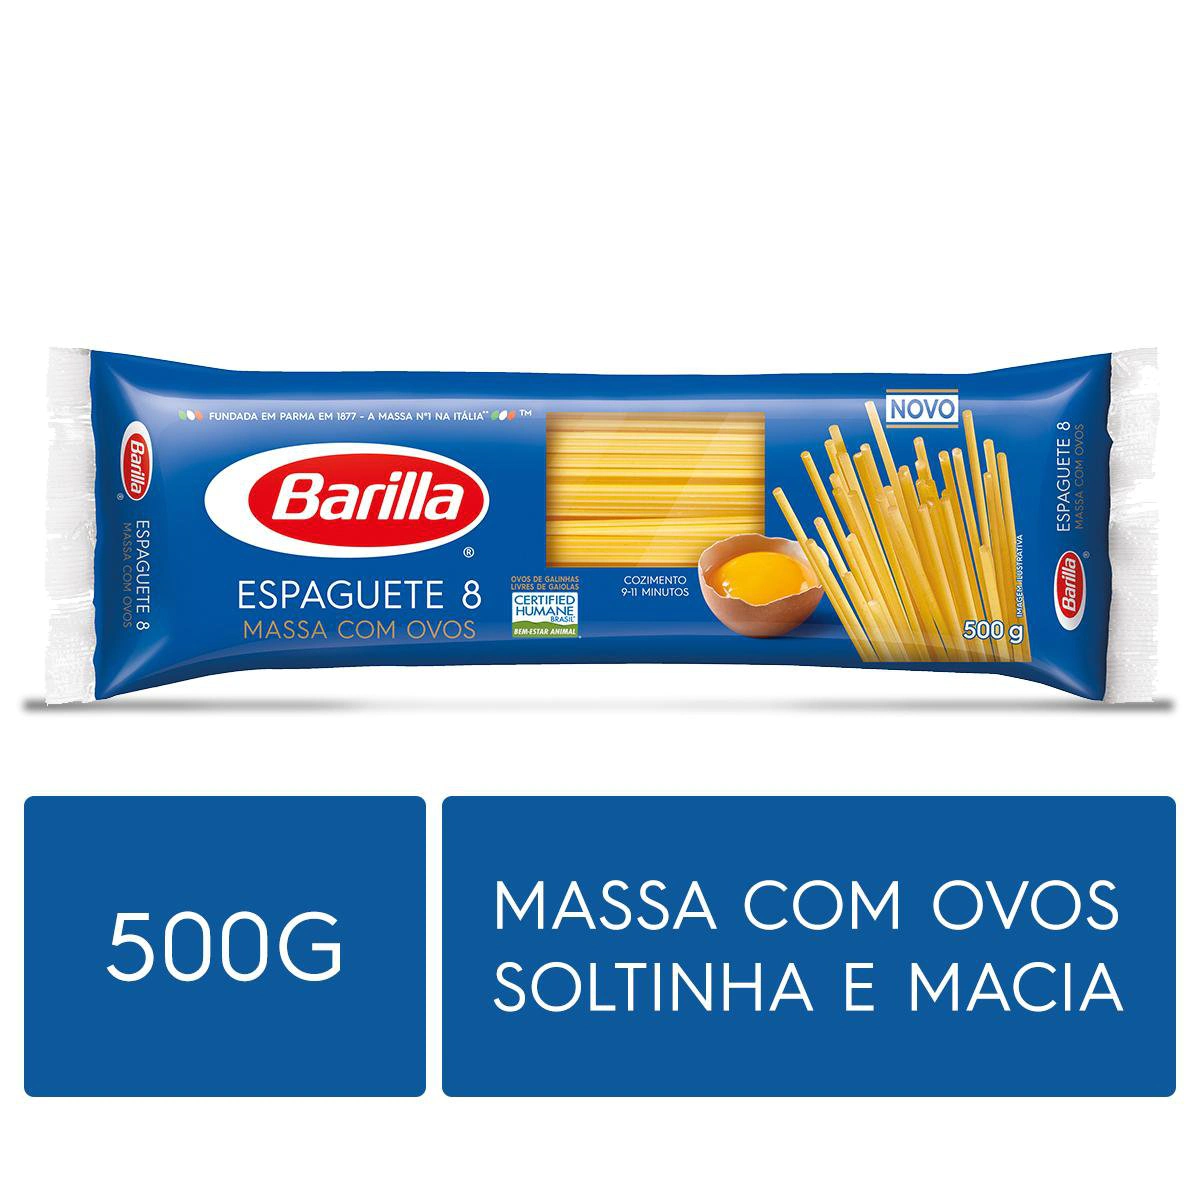 FUNDADA EM PARMA EM 1877 - A MASSA Nº1 NA ITÁLIA** ™
NOVO
Barilla
®
ESPAGUETE 8
MASSA COM OVOS
OVOS DE GALINHAS
LIVRES DE GAIOLAS
CERTIFIED
HUMANE
BRASIL
BEM-ESTAR ANIMAL
COZIMENTO
9-11 MINUTOS
500 g
IMAGEM ILUSTRATIVA
Barilla
®
ESPAGUETE 8
MASSA COM OVOS
ESPAGUETE 8
MASSA COM OVOS
Barilla
®
500G
MASSA COM OVOS
SOLTINHA E MACIA